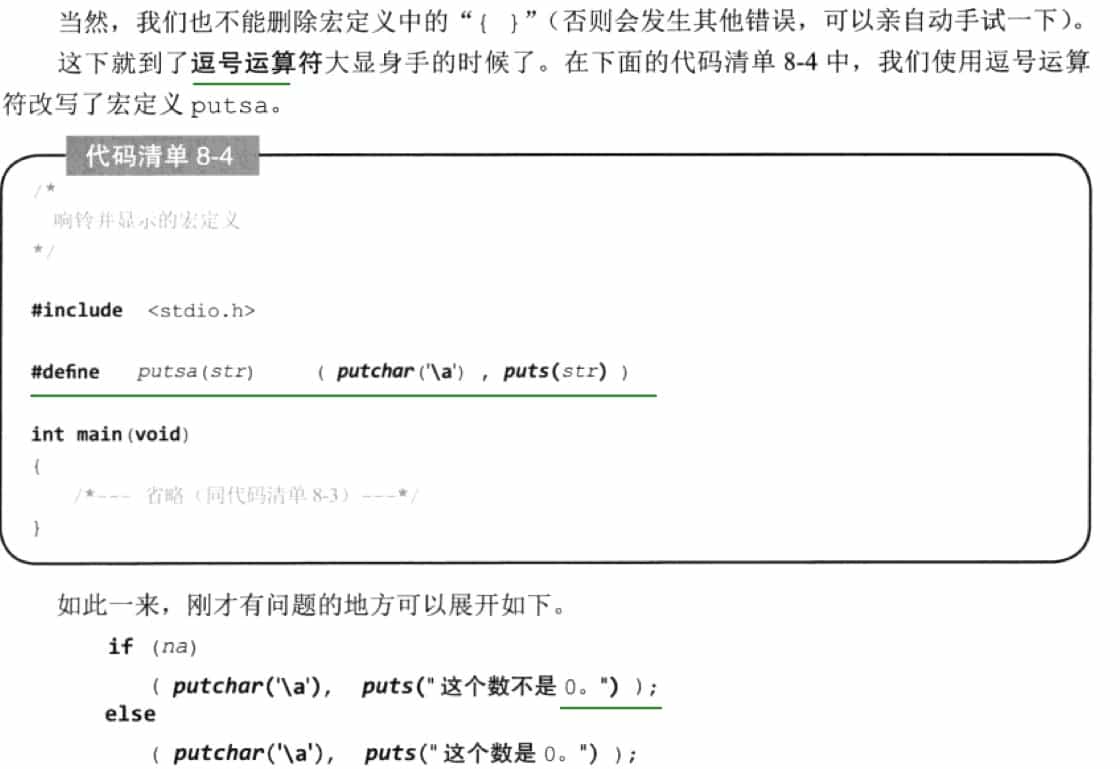 当然，我们也不能删除宏定义中的“{ }”（否则会发生其他错误，可以亲自动手试一下）。
这下就到了逗号运算符大显身手的时候了。在下面的代码清单 8-4 中，我们使用逗号运算
符改写了宏定义 putsa。
代码清单 8-4
/*
响铃并显示的宏定义
*/
#include <stdio.h>
#define putsa(str) ( putchar('\a') , puts(str) )
int main(void)
{
/*--- 省略（同代码清单 8-3）---*/
}
如此一来，刚才有问题的地方可以展开如下。
if (na)
( putchar('\a'), puts("这个数不是 0。") );
else
( putchar('\a'), puts("这个数是 0。") );